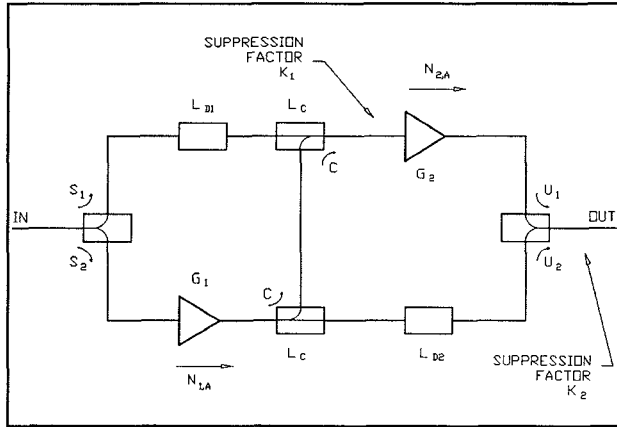 SUPPRESSION
FACTOR
K1
N2,A
LD1
LC
C
G2
S1
U1
IN
OUT
S2
U2
G1
C
LC
LD2
N1,A
SUPPRESSION
FACTOR
K2